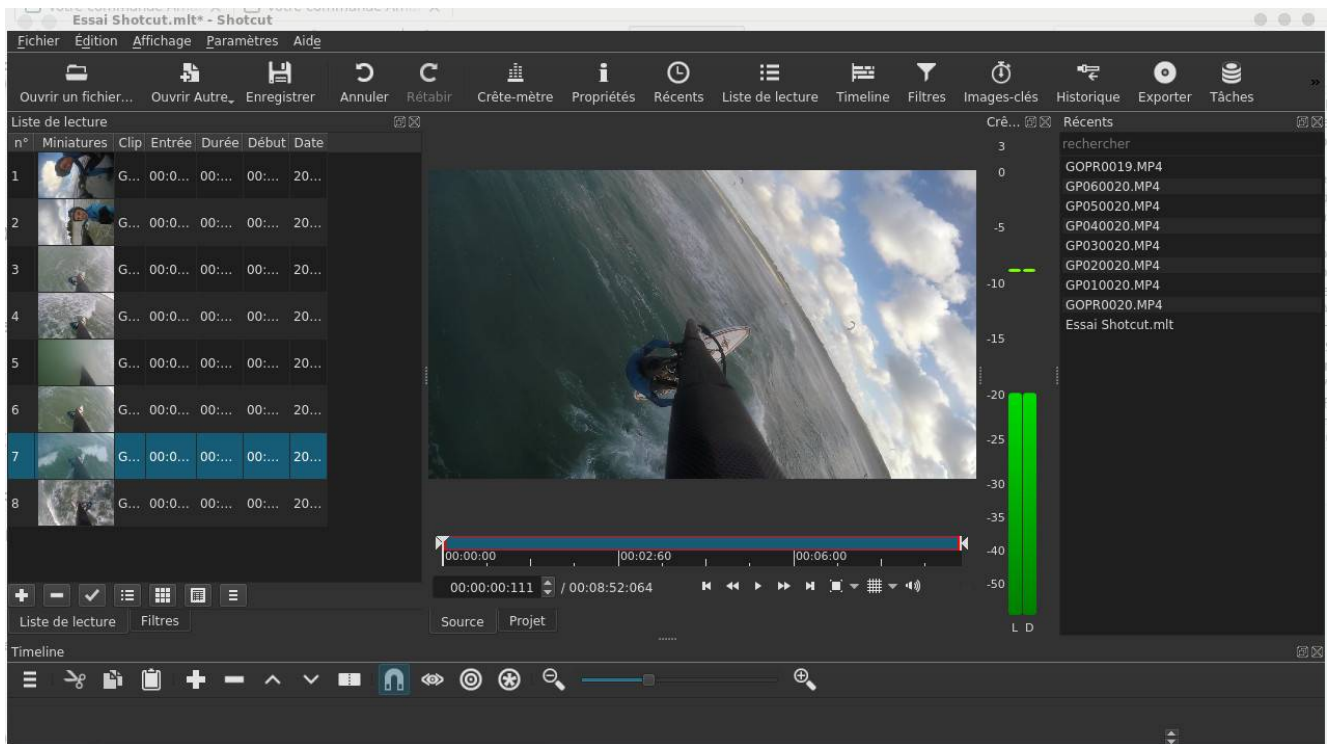 Essai Shotcut.mlt* - Shotcut
Fichier Édition Affichage Paramètres Aide
Ouvrir un fichier... Ouvrir Autre Enregistrer Annuler Rétabir Crête-mètre Propriétés Récents Liste de lecture Timeline Filtres Images-clés Historique Exporter Tâches »
Liste de lecture
n° Miniatures Clip Entrée Durée Début Date
1 G... 00:0... 00:... 00:... 20...
2 G... 00:0... 00:... 00:... 20...
3 G... 00:0... 00:... 00:... 20...
4 G... 00:0... 00:... 00:... 20...
5 G... 00:0... 00:... 00:... 20...
6 G... 00:0... 00:... 00:... 20...
7 G... 00:0... 00:... 00:... 20...
8 G... 00:0... 00:... 00:... 20...
Liste de lecture Filtres
00:00:00 00:02:60 00:06:00
00:00:00:111 / 00:08:52:064
Source Projet
Crê...
3
0
-5
-10
-15
-20
-25
-30
-35
-40
-50
L D
Récents
rechercher
GOPR0019.MP4
GP060020.MP4
GP050020.MP4
GP040020.MP4
GP030020.MP4
GP020020.MP4
GP010020.MP4
GOPR0020.MP4
Essai Shotcut.mlt
Timeline